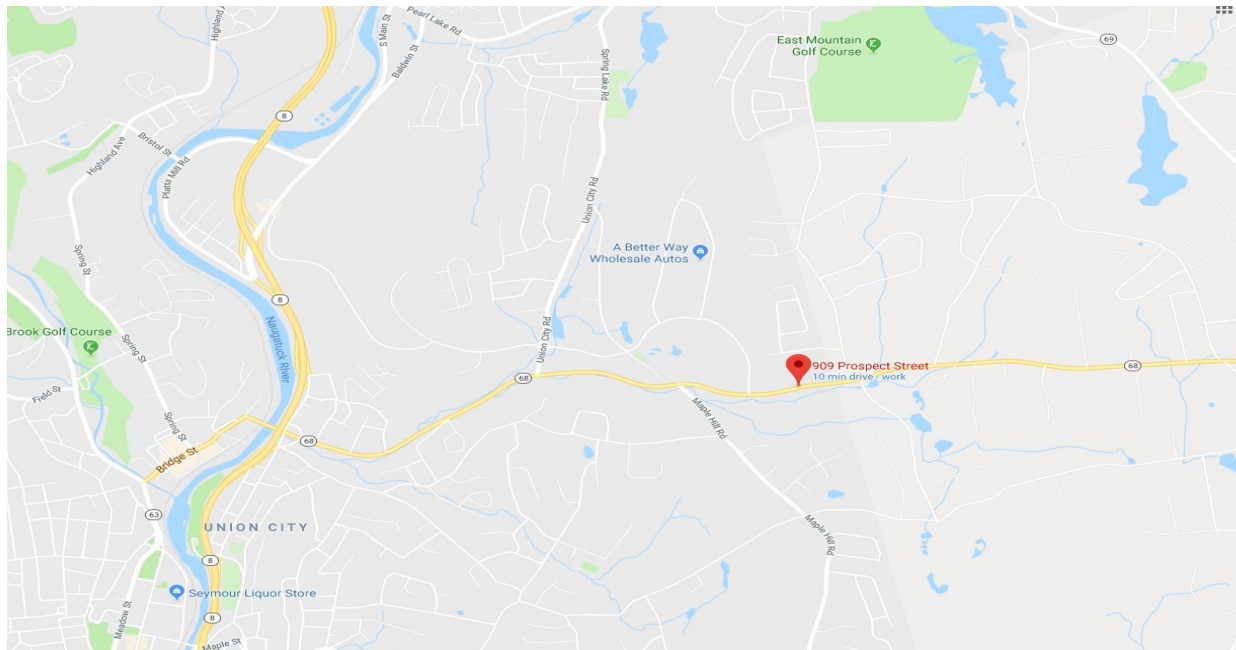 Highland A
Pearl Lake Rd
S Main St
Baldwin St
Spring Lake Rd
East Mountain
Golf Course
69
8
Bristol St
Highland Ave
Platts Mill Rd
Union City Rd
Spring St
A Better Way
Wholesale Autos
8
Naugatuck River
Brook Golf Course
Spring St
Union City Rd
909 Prospect Street
10 min drive - work
68
68
Field St
Spring St
Maple Hill Rd
68
Bridge St
63
UNION CITY
Maple Hill Rd
8
Seymour Liquor Store
Meadow St
8
Maple St